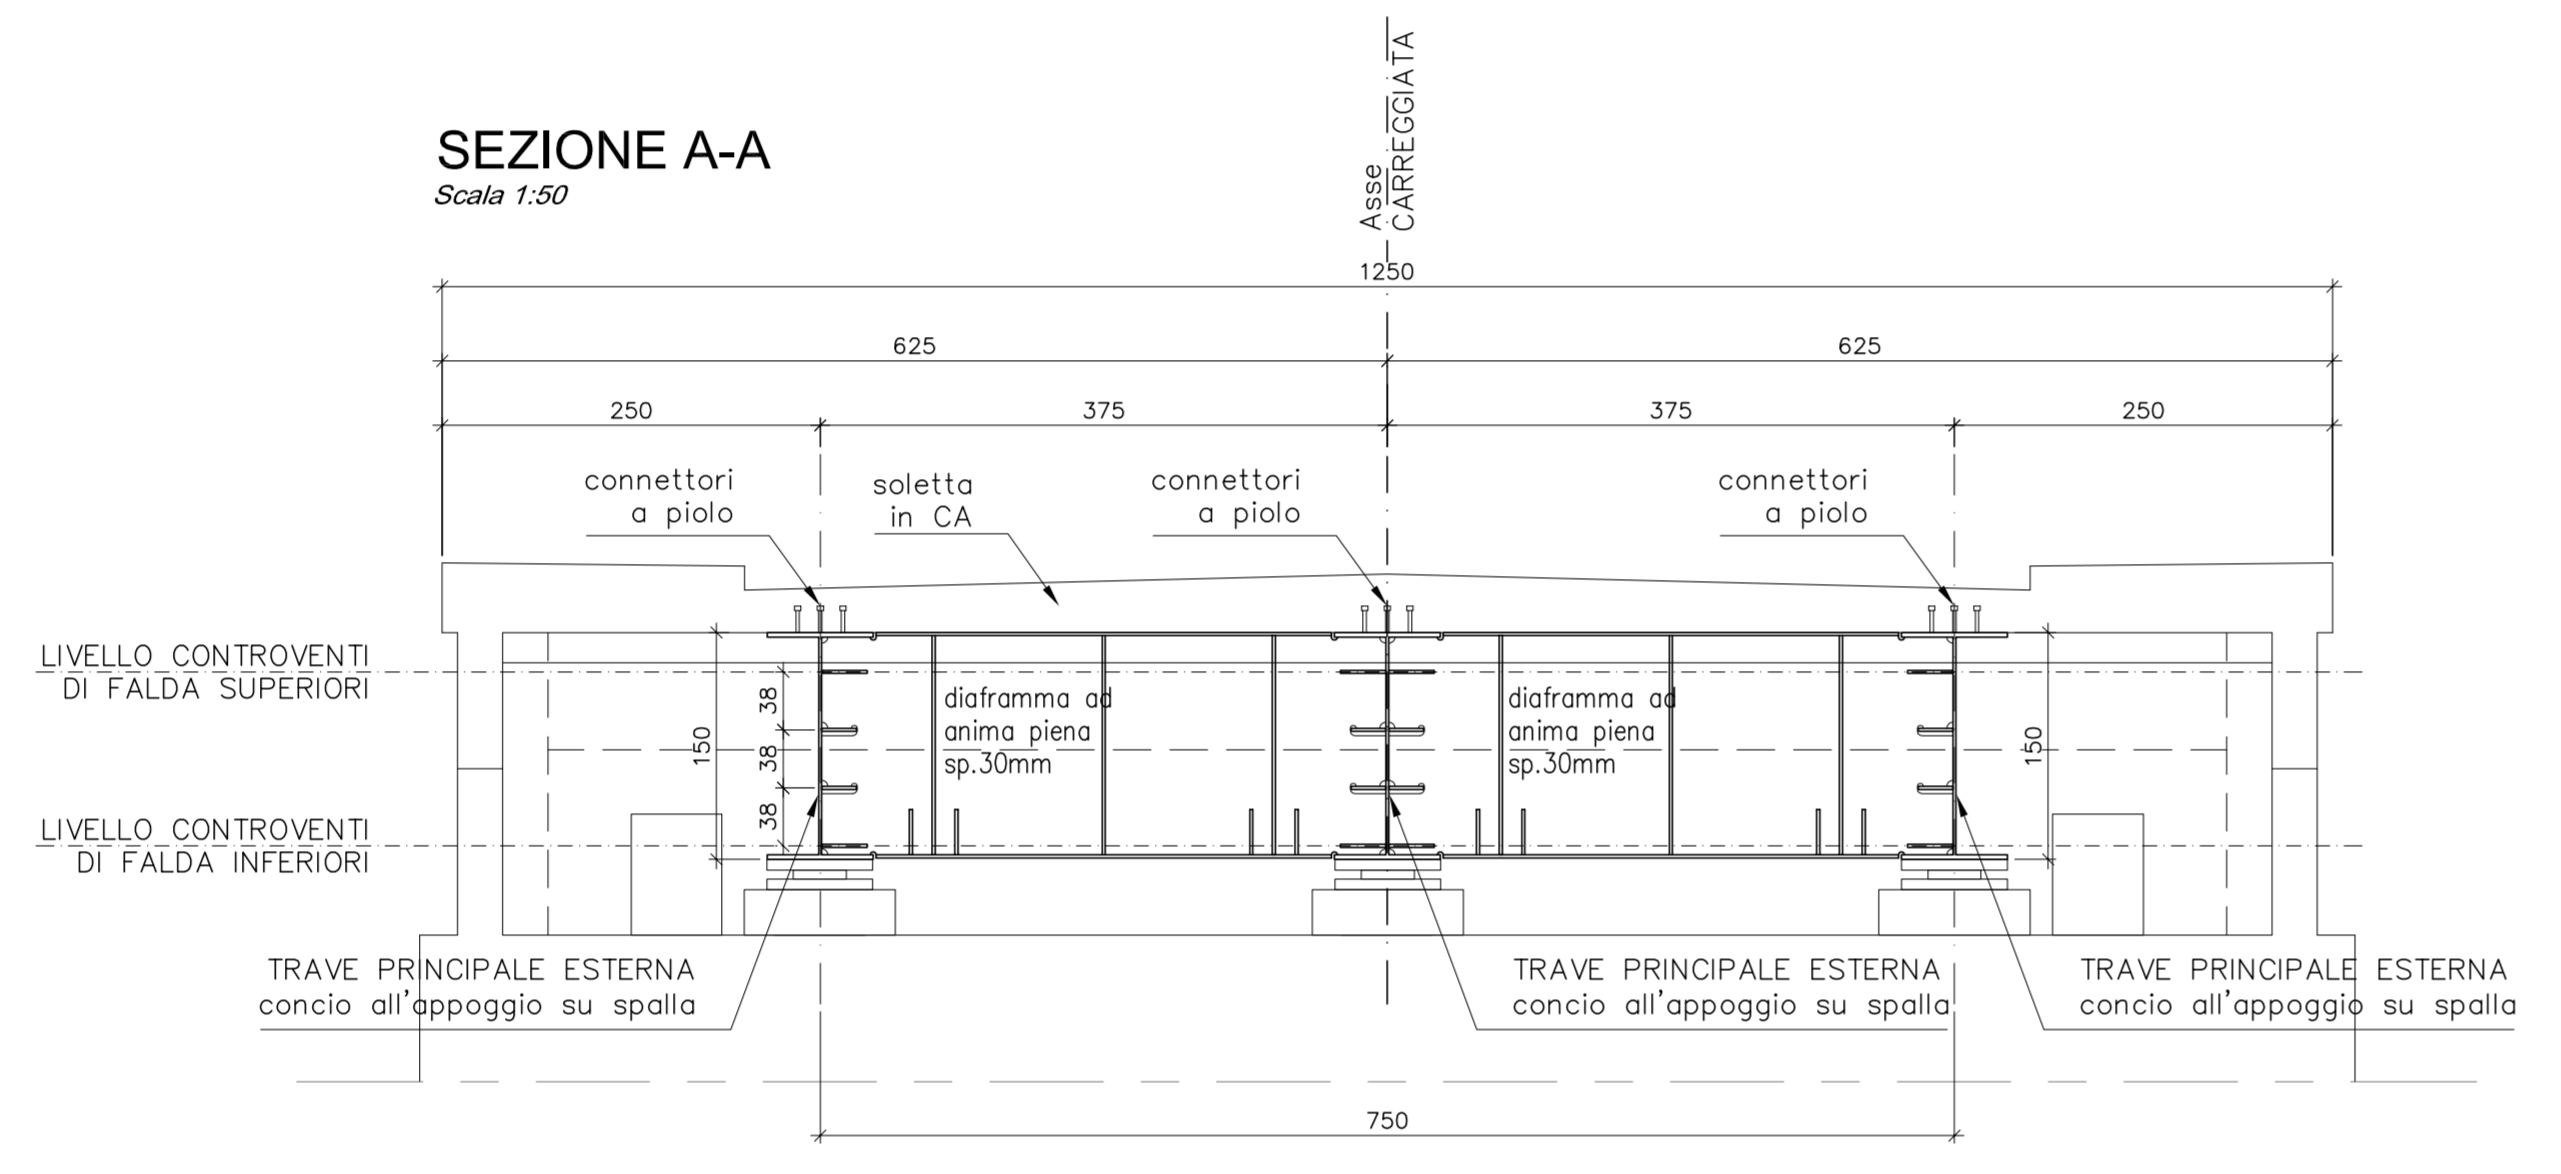 Asse
CARREGGIATA
SEZIONE A-A
Scala 1:50
1250
625
625
250
375
375
250
connettori
a piolo
soletta
in CA
connettori
a piolo
connettori
a piolo
LIVELLO CONTROVENTI
DI FALDA SUPERIORI
38
38
38
150
diaframma ad
anima piena
sp.30mm
diaframma ad
anima piena
sp.30mm
150
LIVELLO CONTROVENTI
DI FALDA INFERIORI
TRAVE PRINCIPALE ESTERNA
concio all'appoggio su spalla
TRAVE PRINCIPALE ESTERNA
concio all'appoggio su spalla
TRAVE PRINCIPALE ESTERNA
concio all'appoggio su spalla
750